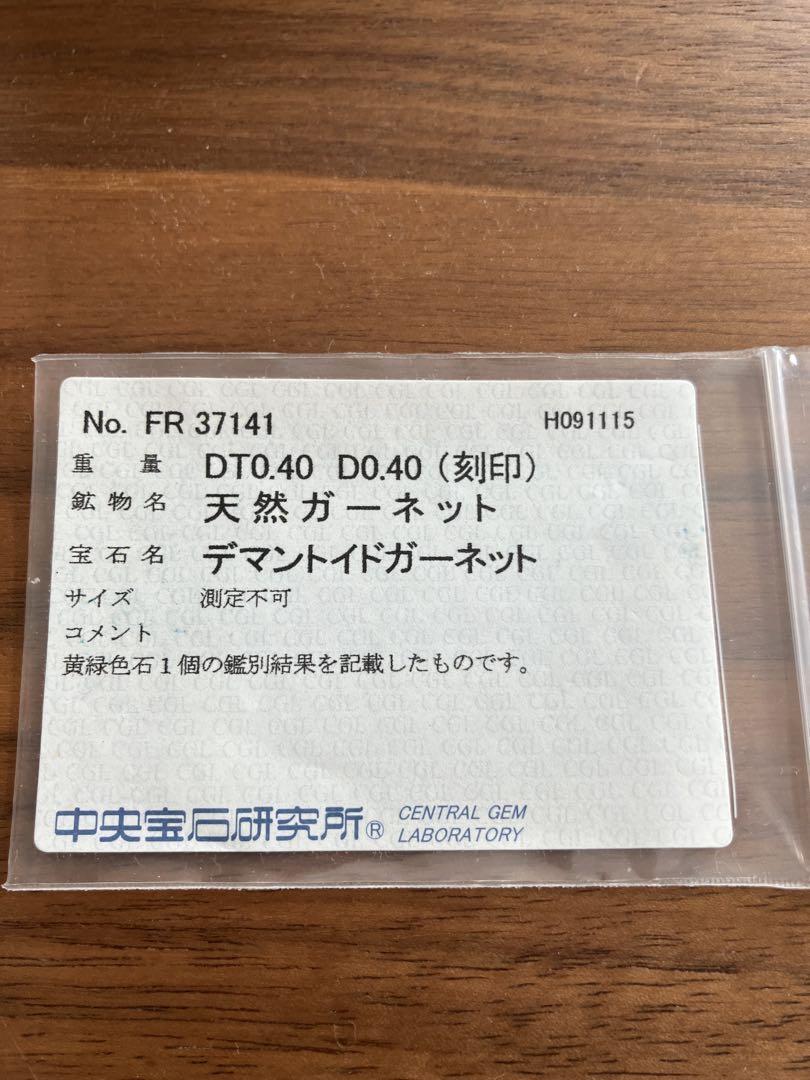 No. FR 37141 H091115
重量 DT0.40 D0.40 (刻印)
鉱物名 天然ガーネット
宝石名 デマントイドガーネット
サイズ 測定不可
コメント
黄緑色石1個の鑑別結果を記載したものです。
中央宝石研究所® CENTRAL GEM
LABORATORY